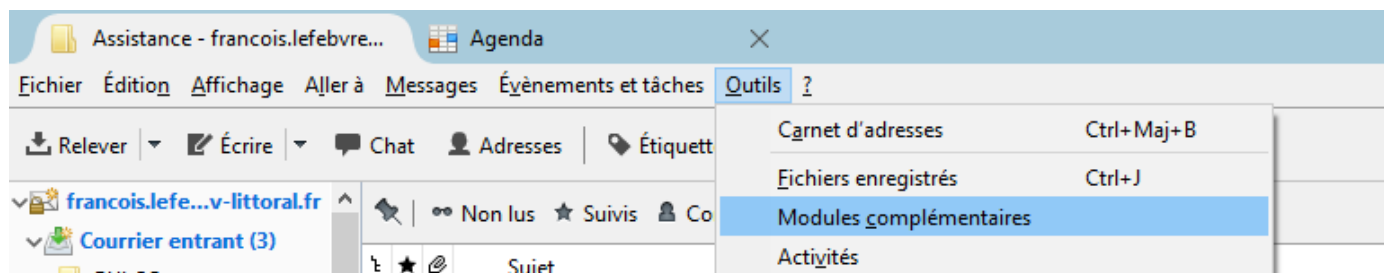 Assistance - francois.lefebvre... Agenda
Fichier Édition Affichage Aller à Messages Évènements et tâches Outils ?
Relever Écrire Chat Adresses Étiquett
Carnet d'adresses Ctrl+Maj+B
Fichiers enregistrés Ctrl+J
Modules complémentaires
Activités
francois.lefe...v-littoral.fr
Non lus Suivis Co
Courrier entrant (3)
Sujet